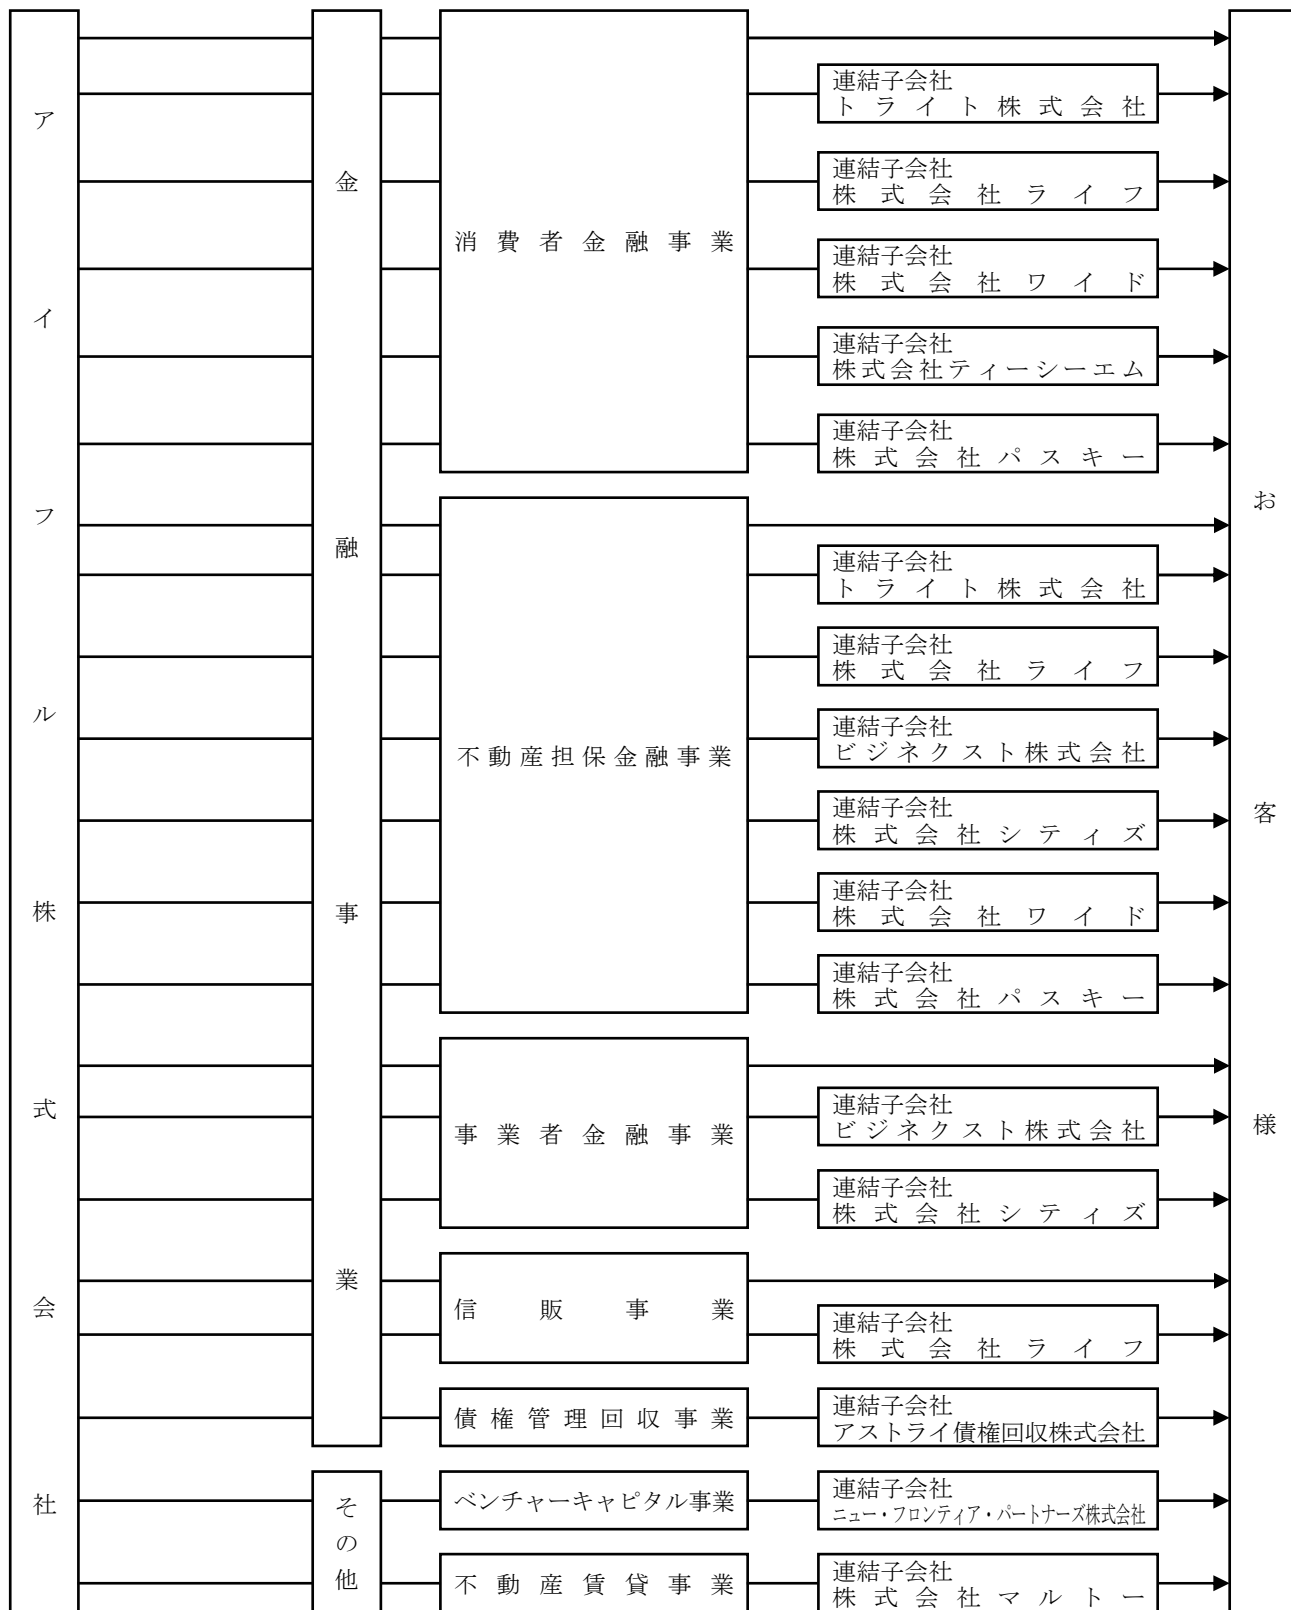 アイフル株式会社
金融事業
消費者金融事業
連結子会社
トライト株式会社
連結子会社
株式会社ライフ
連結子会社
株式会社ワイド
連結子会社
株式会社ティーシーエム
連結子会社
株式会社パスキー
不動産担保金融事業
連結子会社
トライト株式会社
連結子会社
株式会社ライフ
連結子会社
ビジネクスト株式会社
連結子会社
株式会社シティズ
連結子会社
株式会社ワイド
連結子会社
株式会社パスキー
事業者金融事業
連結子会社
ビジネクスト株式会社
連結子会社
株式会社シティズ
信販事業
連結子会社
株式会社ライフ
債権管理回収事業
連結子会社
アストライ債権回収株式会社
その他
ベンチャーキャピタル事業
連結子会社
ニュー・フロンティア・パートナーズ株式会社
不動産賃貸事業
連結子会社
株式会社マルトー
お客様